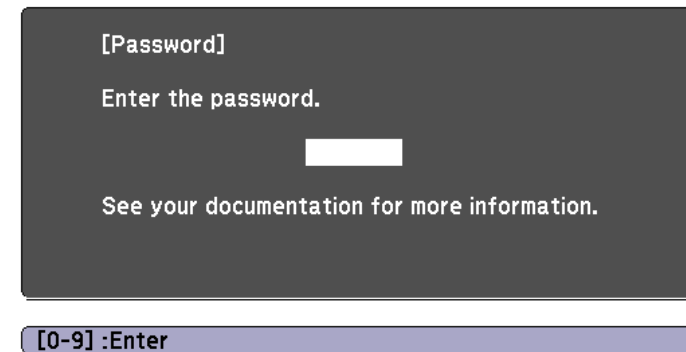 [Password]
Enter the password.
See your documentation for more information.
[0-9] :Enter